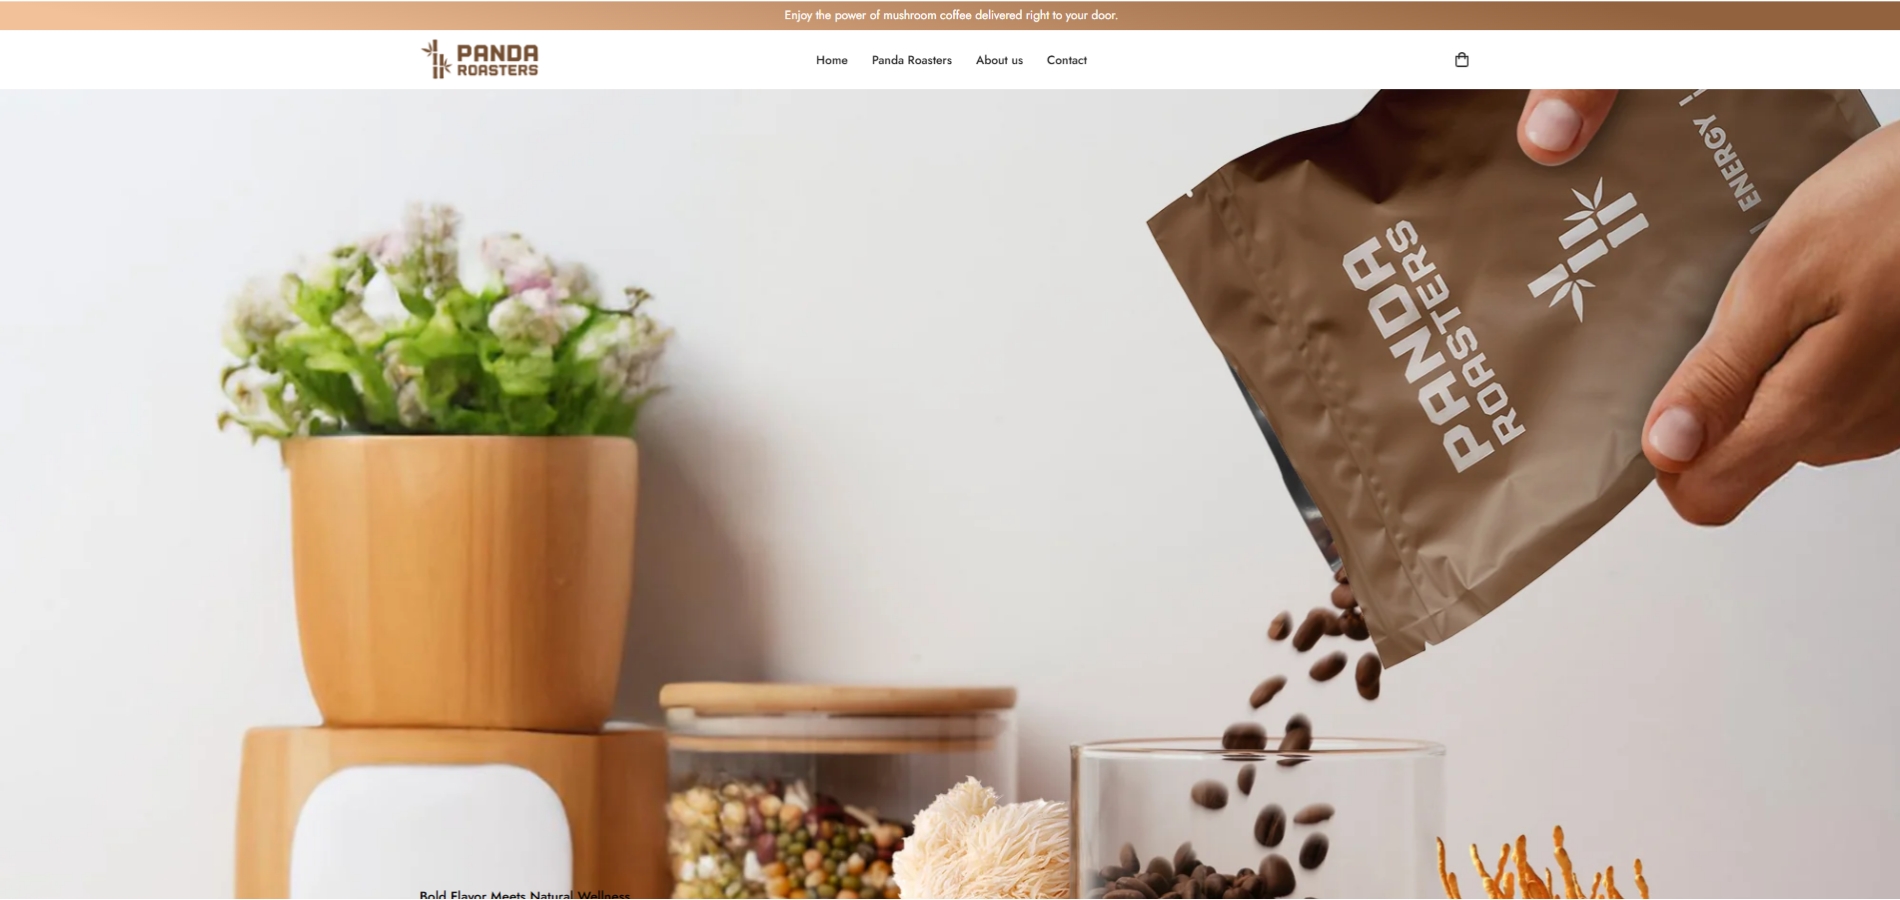 Enjoy the power of mushroom coffee delivered right to your door.
PANDA
ROASTERS
Home
Panda Roasters
About us
Contact
ENERGY
PANDA
ROASTERS
Bold Flavor Meets Natural Wellness